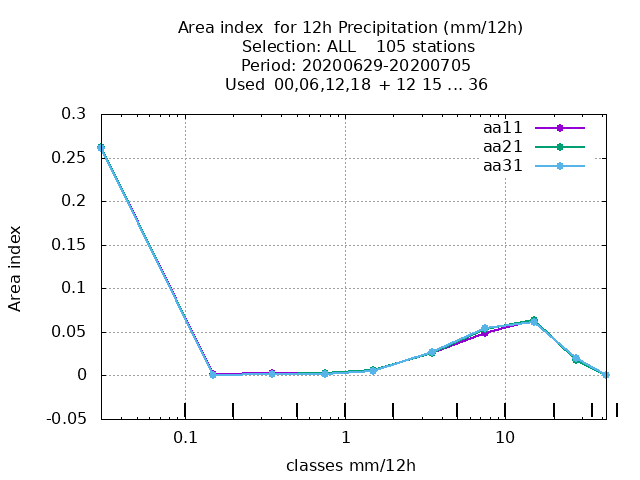 Area index  for 12h Precipitation (mm/12h)
Selection: ALL    105 stations
Period: 20200629-20200705
Used  00,06,12,18  + 12 15 ... 36
0.3
0.25
0.2
0.15
0.1
0.05
0
-0.05
Area index
aa11
aa21
aa31
0.1
1
10
classes mm/12h